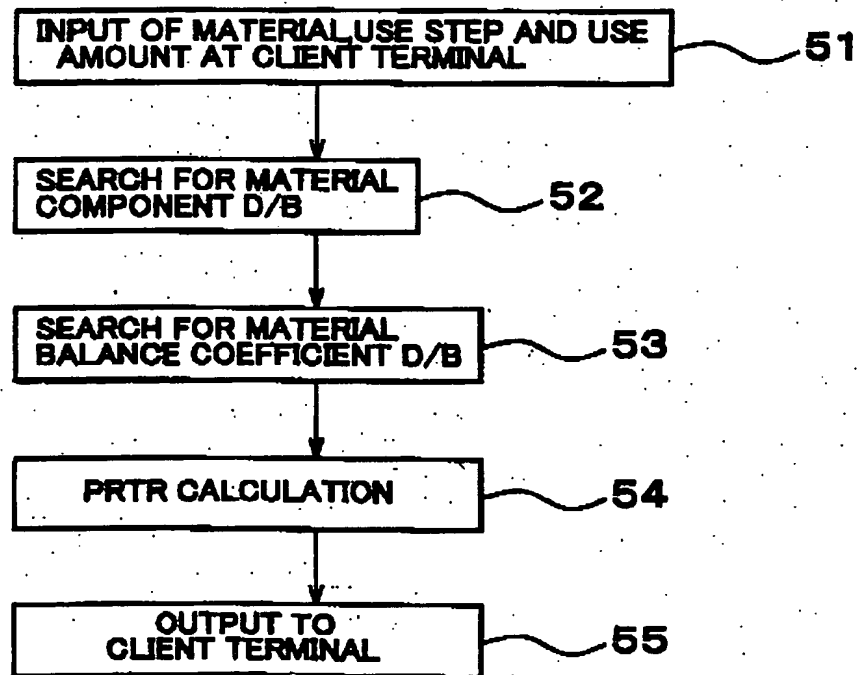 INPUT OF MATERIAL,USE STEP AND USE
AMOUNT AT CLIENT TERMINAL
51
SEARCH FOR MATERIAL
COMPONENT D/B
52
SEARCH FOR MATERIAL
BALANCE COEFFICIENT D/B
53
PRTR CALCULATION
54
OUTPUT TO
CLIENT TERMINAL
55